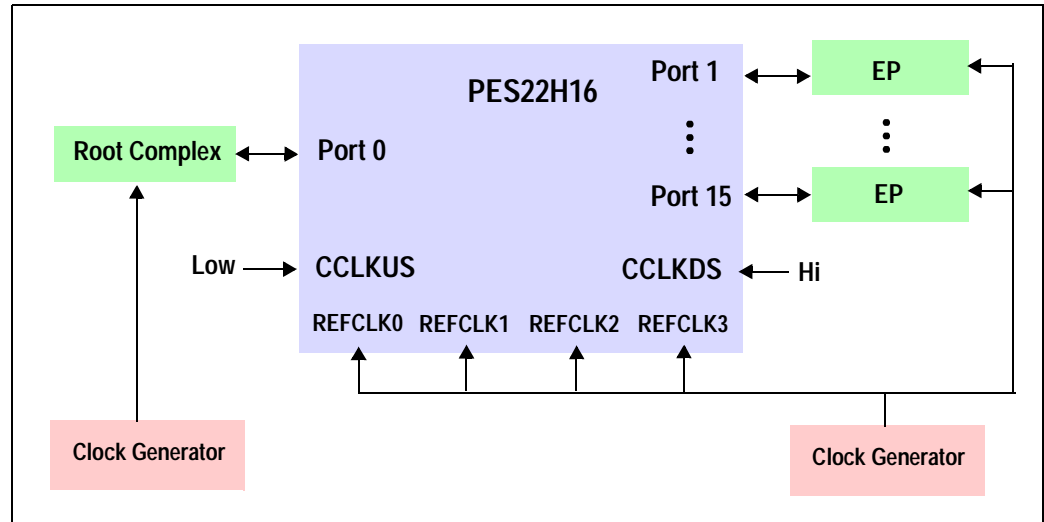 PES22H16
Port 1
EP
Root Complex
Port 0
Port 15
EP
Low
CCLKUS
CCLKDS
Hi
REFCLK0 REFCLK1 REFCLK2 REFCLK3
Clock Generator
Clock Generator